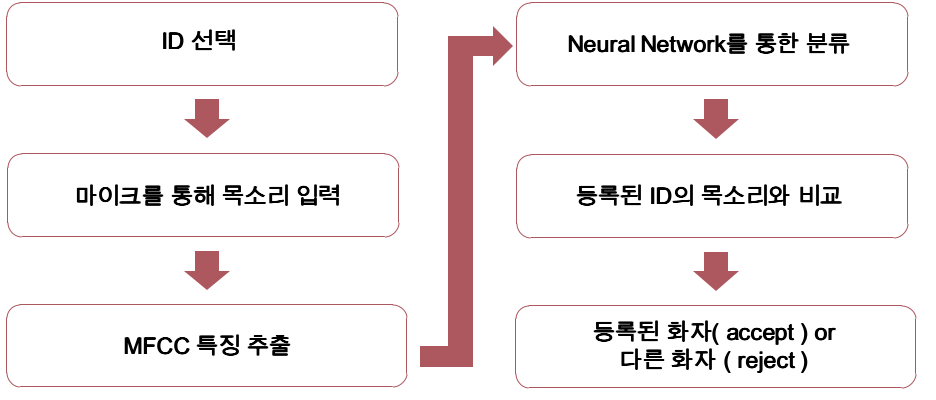 ID 선택
마이크를 통해 목소리 입력
MFCC 특징 추출
Neural Network를 통한 분류
등록된 ID의 목소리와 비교
등록된 화자( accept ) or
다른 화자 ( reject )